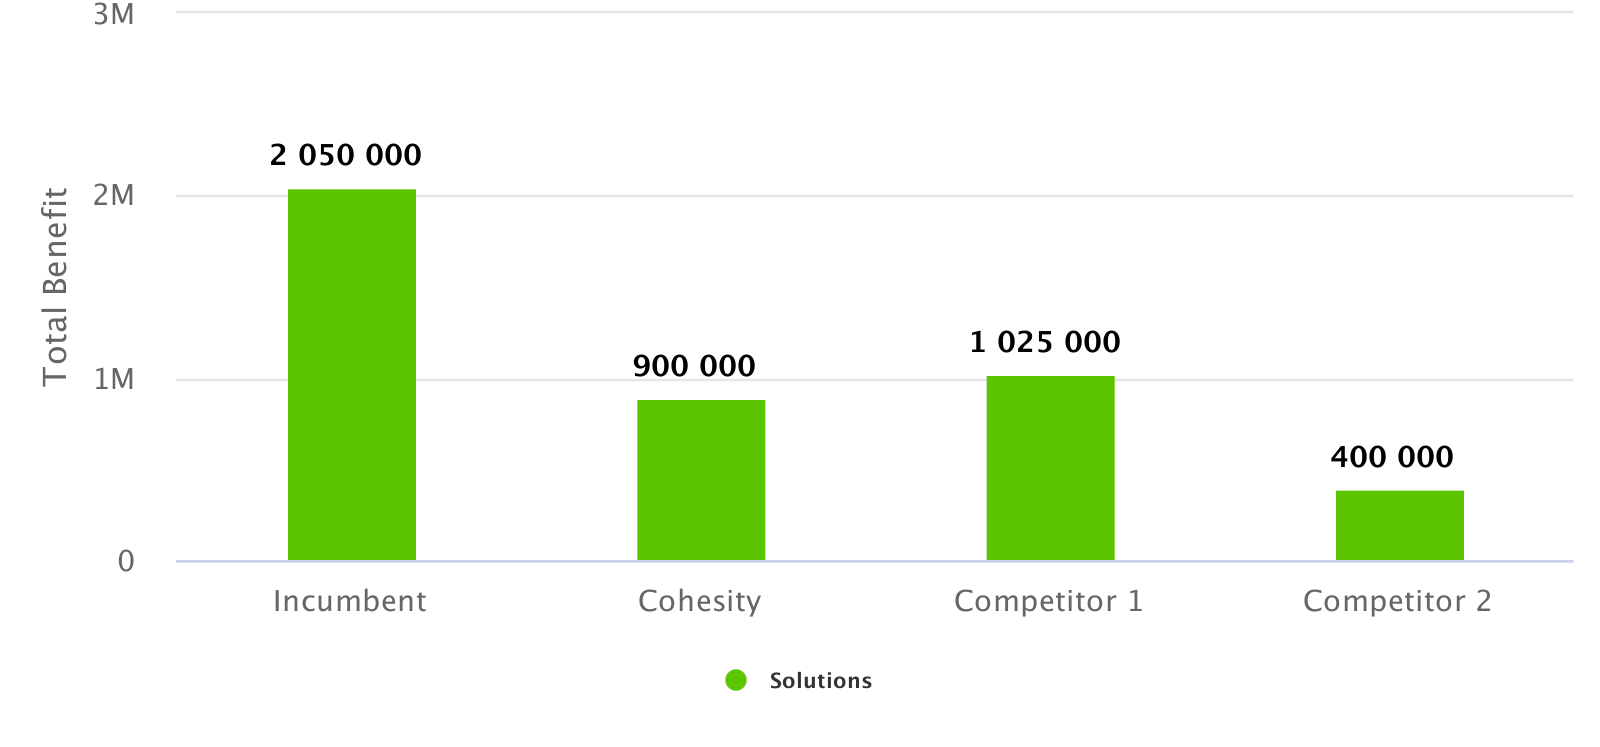 3M
2 050 000
2M
Total Benefit
1 025 000
900 000
1M
400 000
0
Incumbent
Cohesity
Competitor 1
Competitor 2
Solutions